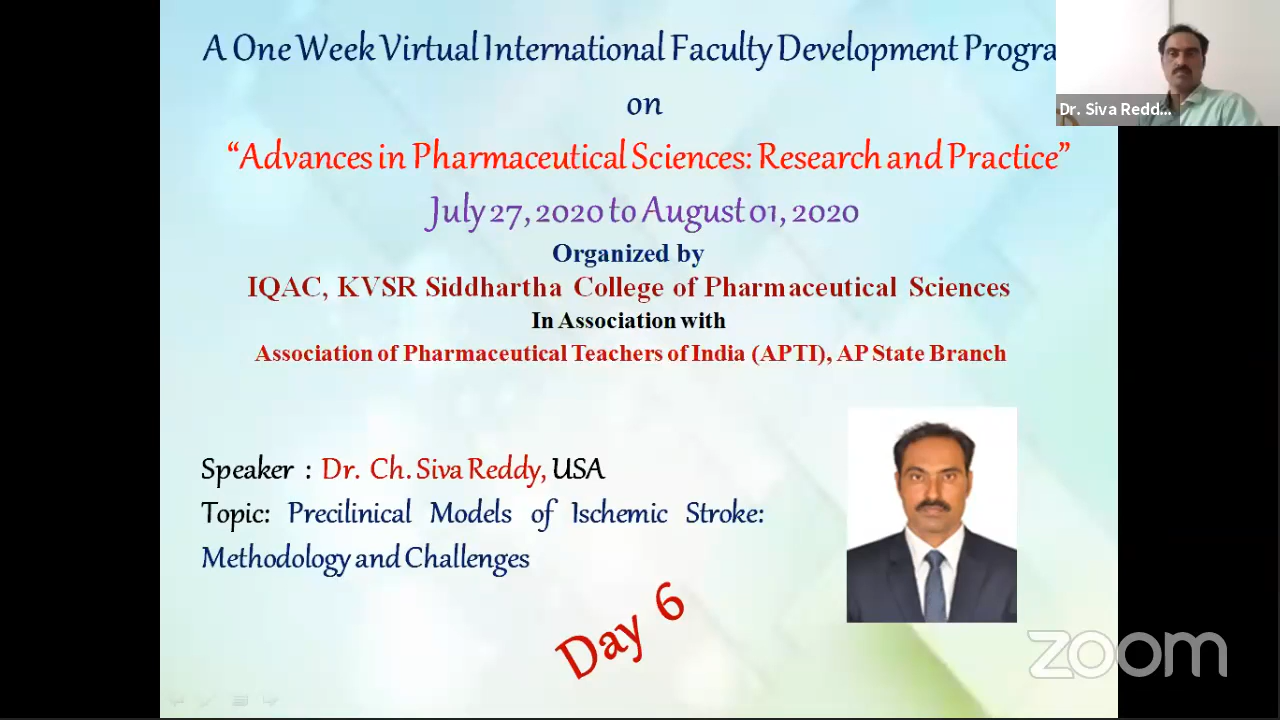 A One Week Virtual International Faculty Development Progra
Dr. Siva Redd...
on
“Advances in Pharmaceutical Sciences: Research and Practice”
July 27, 2020 to August 01, 2020
Organized by
IQAC, KVSR Siddhartha College of Pharmaceutical Sciences
In Association with
Association of Pharmaceutical Teachers of India (APTI), AP State Branch
Speaker : Dr. Ch. Siva Reddy, USA
Topic: Precilinical Models of Ischemic Stroke:
Methodology and Challenges
Day 6
zoom